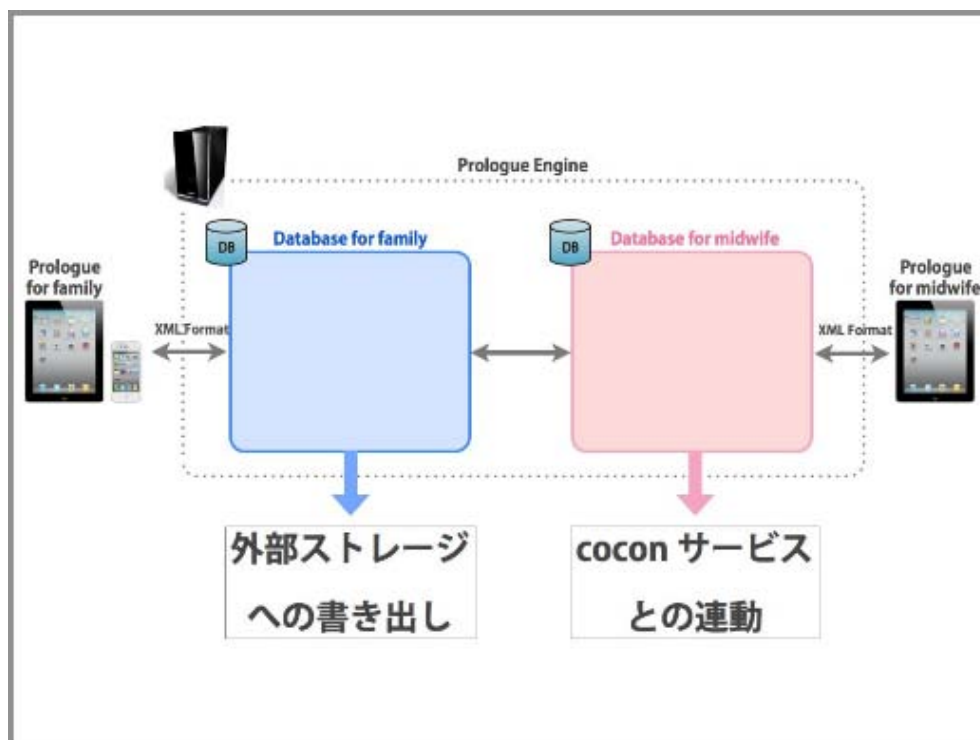 Prologue Engine
DB
Database for family
DB
Database for midwife
Prologue
for family
Prologue
for midwife
XML Format
XML Format
外部ストレージ
への書き出し
cocon サービス
との連動